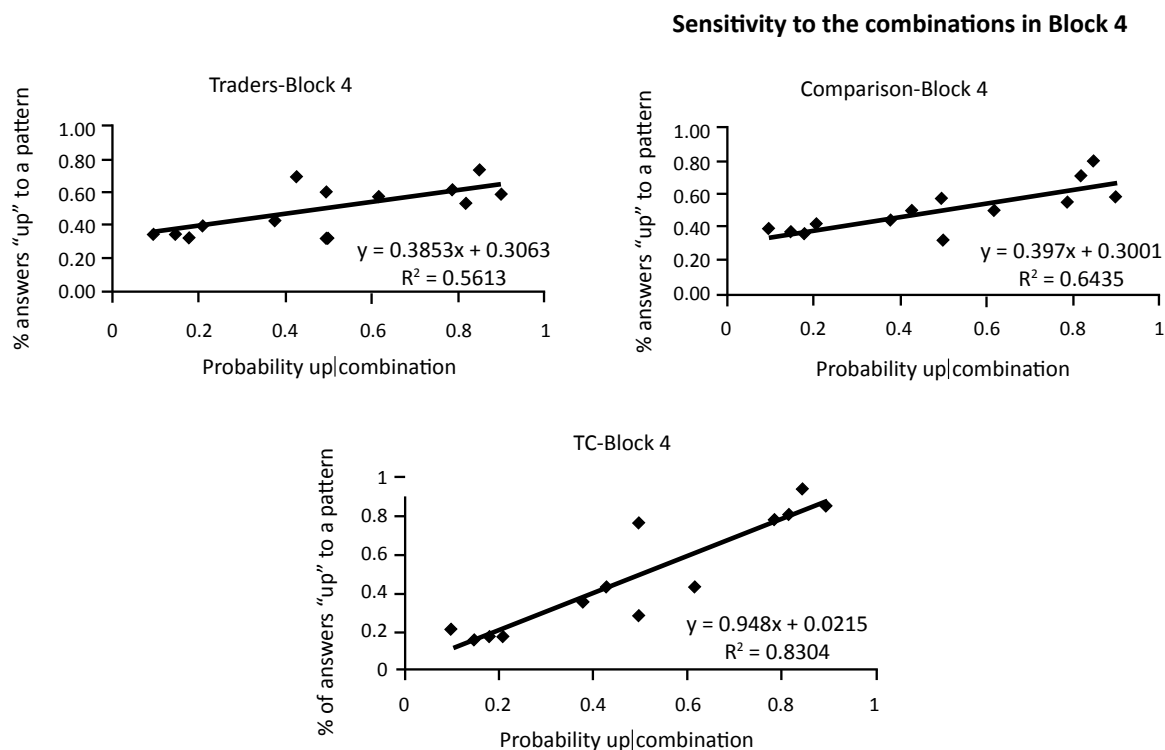 Sensitivity to the combinations in Block 4
Traders-Block 4
% answers “up” to a pattern
1.00
0.80
0.60
0.40
0.20
0.00
y = 0.3853x + 0.3063
R² = 0.5613
0 0.2 0.4 0.6 0.8 1
Probability up|combination
Comparison-Block 4
% answers “up” to a pattern
1.00
0.80
0.60
0.40
0.20
0.00
y = 0.397x + 0.3001
R² = 0.6435
0 0.2 0.4 0.6 0.8 1
Probability up|combination
TC-Block 4
% of answers “up” to a pattern
1
0.8
0.6
0.4
0.2
0
y = 0.948x + 0.0215
R² = 0.8304
0 0.2 0.4 0.6 0.8 1
Probability up|combination